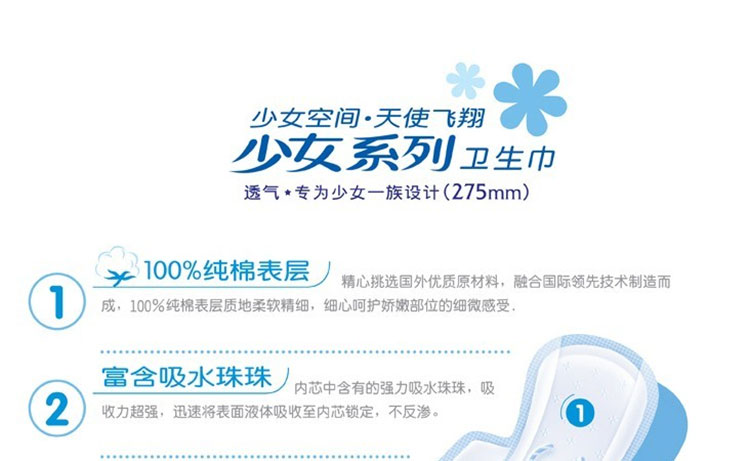 少女空间·天使飞翔
少女系列卫生巾
透气★专为少女一族设计(275mm)
1
100%纯棉表层
精心挑选国外优质原材料，融合国际领先技术制造而
成，100%纯棉表层质地柔软精细，细心呵护娇嫩部位的细微感受.
2
富含吸水珠珠
内芯中含有的强力吸水珠珠，吸
收力超强，迅速将表面液体吸收至内芯锁定，不反渗。
1